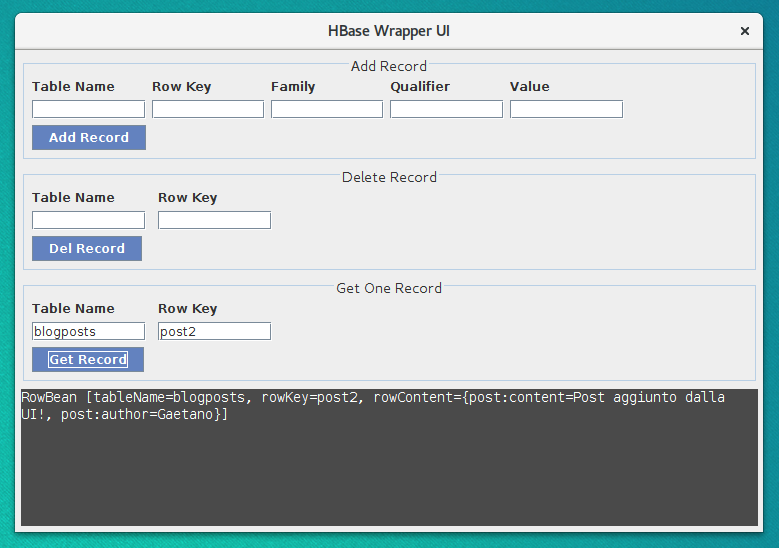 HBase Wrapper UI
Add Record
Table Name Row Key Family Qualifier Value
Add Record
Delete Record
Table Name Row Key
Del Record
Get One Record
Table Name Row Key
blogposts post2
Get Record
RowBean [tableName=blogposts, rowKey=post2, rowContent={post:content=Post aggiunto dalla
UI!, post:author=Gaetano}]